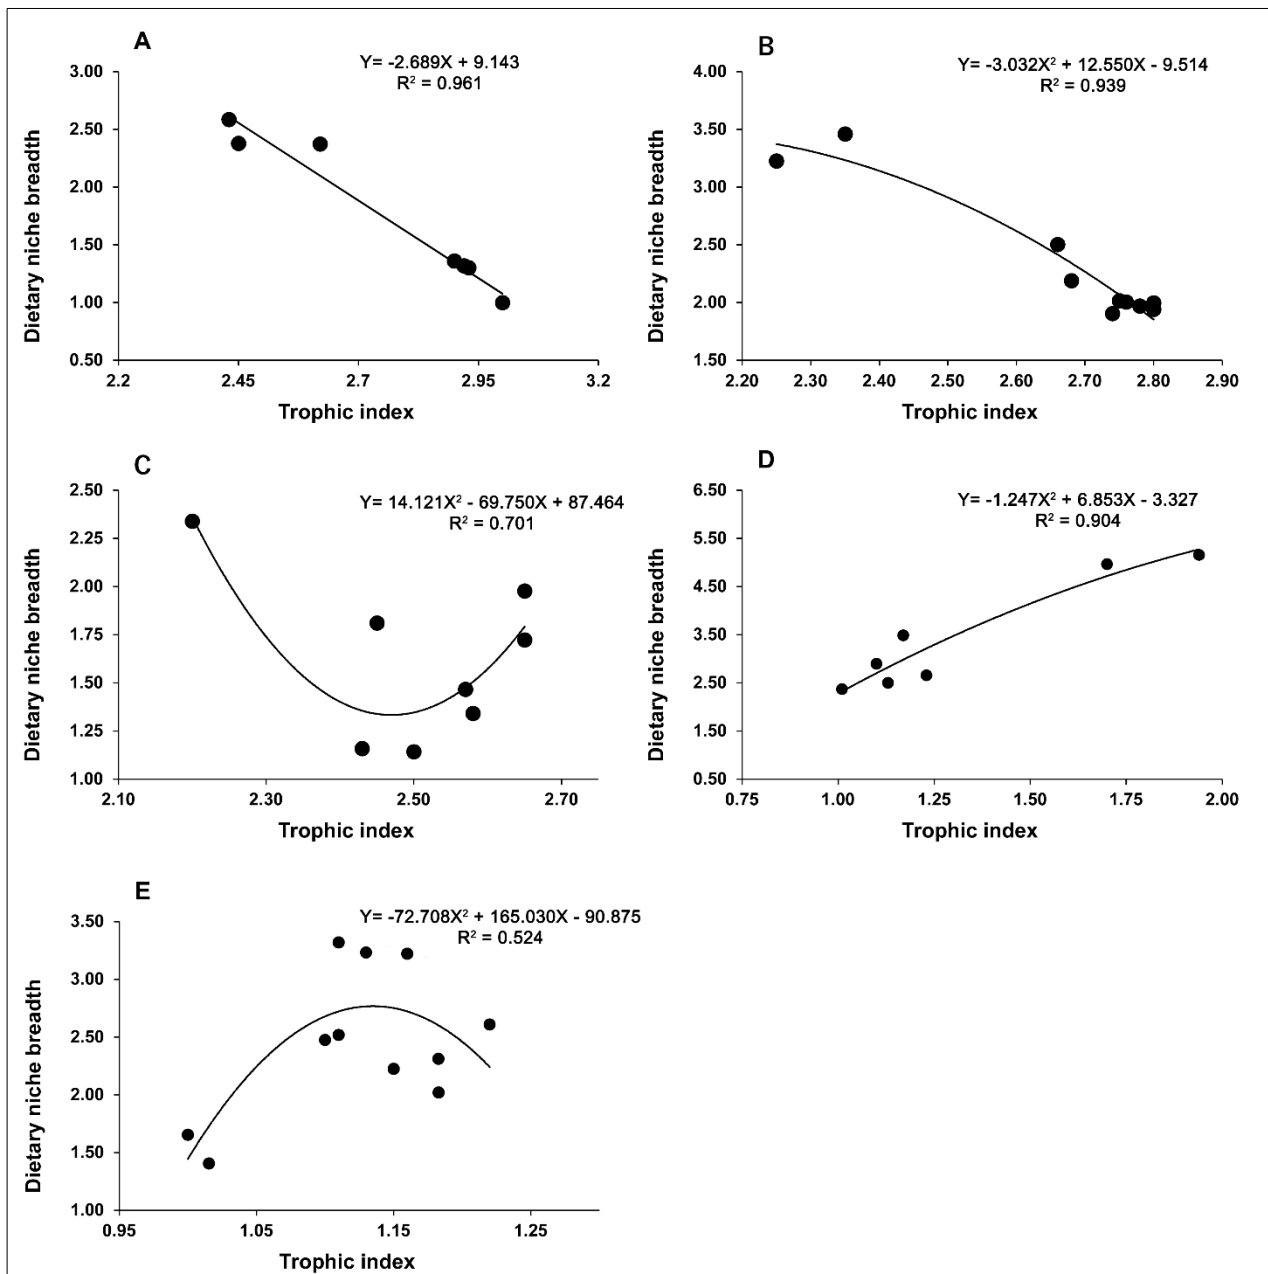 A
Y= -2.689X + 9.143
R² = 0.961
3.00
2.50
2.00
1.50
1.00
0.50
2.2 2.45 2.7 2.95 3.2
Dietary niche breadth
Trophic index
B
Y= -3.032X² + 12.550X - 9.514
R² = 0.939
4.00
3.50
3.00
2.50
2.00
1.50
2.20 2.30 2.40 2.50 2.60 2.70 2.80 2.90
Dietary niche breadth
Trophic index
C
Y= 14.121X² - 69.750X + 87.464
R² = 0.701
2.50
2.25
2.00
1.75
1.50
1.25
1.00
2.10 2.30 2.50 2.70
Dietary niche breadth
Trophic index
D
Y= -1.247X² + 6.853X - 3.327
R² = 0.904
6.50
5.50
4.50
3.50
2.50
1.50
0.50
0.75 1.00 1.25 1.50 1.75 2.00
Dietary niche breadth
Trophic index
E
Y= -72.708X² + 165.030X - 90.875
R² = 0.524
3.50
3.00
2.50
2.00
1.50
1.00
0.95 1.05 1.15 1.25
Dietary niche breadth
Trophic index